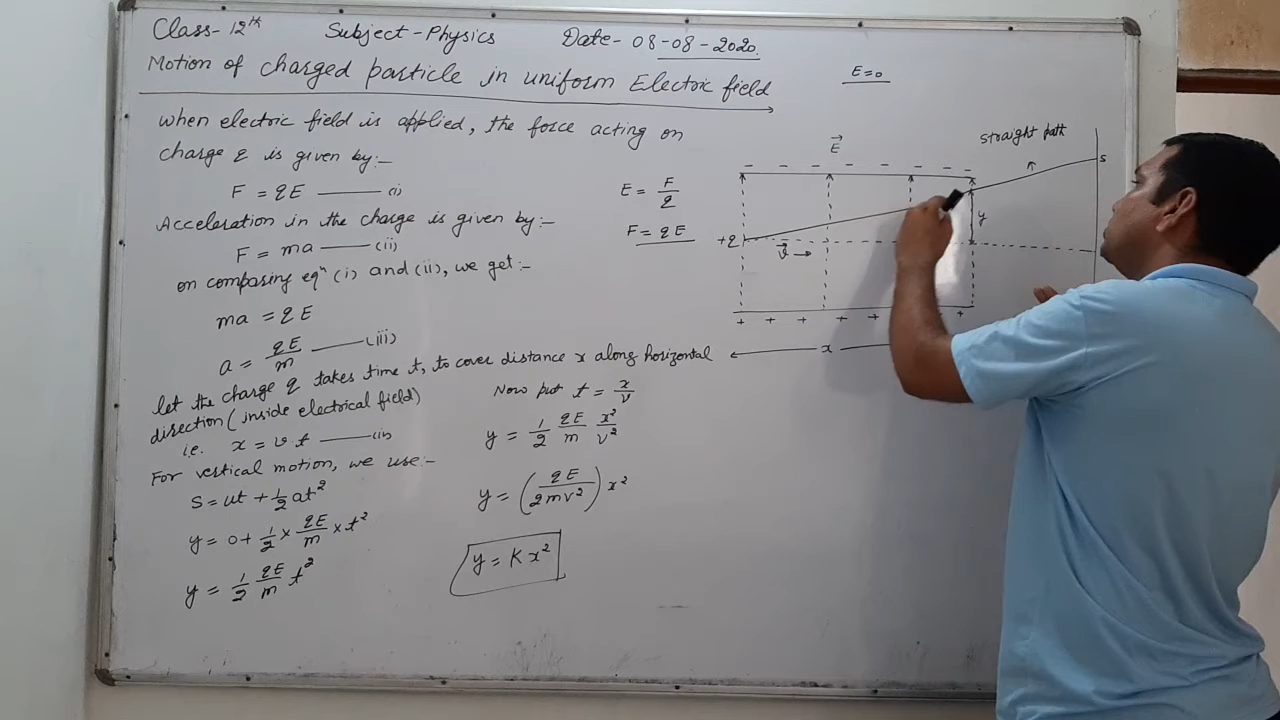 Class-12th Subject-Physics Date-08-08-2020.
Motion of charged particle in uniform Electric field
when electric field is applied, the force acting on
charge q is given by:-
F = qE ——— (i)
Acceleration in the charge is given by:-
F = ma ——— (ii)
on comparing eqⁿ (i) and (ii), we get:-
ma = qE
a = qE/m ——— (iii)
let the charge q takes time t, to cover distance x along horizontal
direction (inside electrical field)
i.e. x = v t ——— (iv)
For vertical motion, we use:-
S = ut + 1/2 at²
y = 0 + 1/2 × qE/m × t²
y = 1/2 qE/m t²
E = F/q
F = qE
Now put t = x/v
y = 1/2 qE/m x²/v²
y = (qE/2mv²) x²
y = K x²
E=0
straight path
E⃗
- - - - - - - -
S
y
+q
v⃗ →
+ + + + + +
x